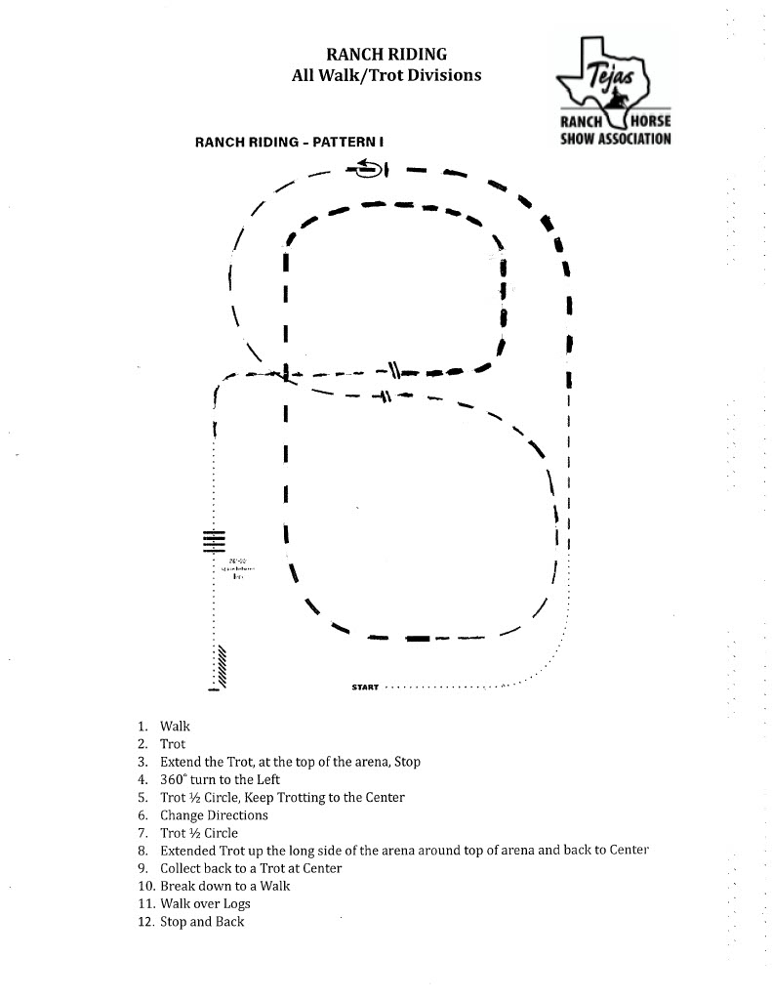 RANCH RIDING
All Walk/Trot Divisions
Tejas
RANCH HORSE
SHOW ASSOCIATION
RANCH RIDING – PATTERN I
START
1. Walk
2. Trot
3. Extend the Trot, at the top of the arena, Stop
4. 360° turn to the Left
5. Trot ½ Circle, Keep Trotting to the Center
6. Change Directions
7. Trot ½ Circle
8. Extended Trot up the long side of the arena around top of arena and back to Center
9. Collect back to a Trot at Center
10. Break down to a Walk
11. Walk over Logs
12. Stop and Back